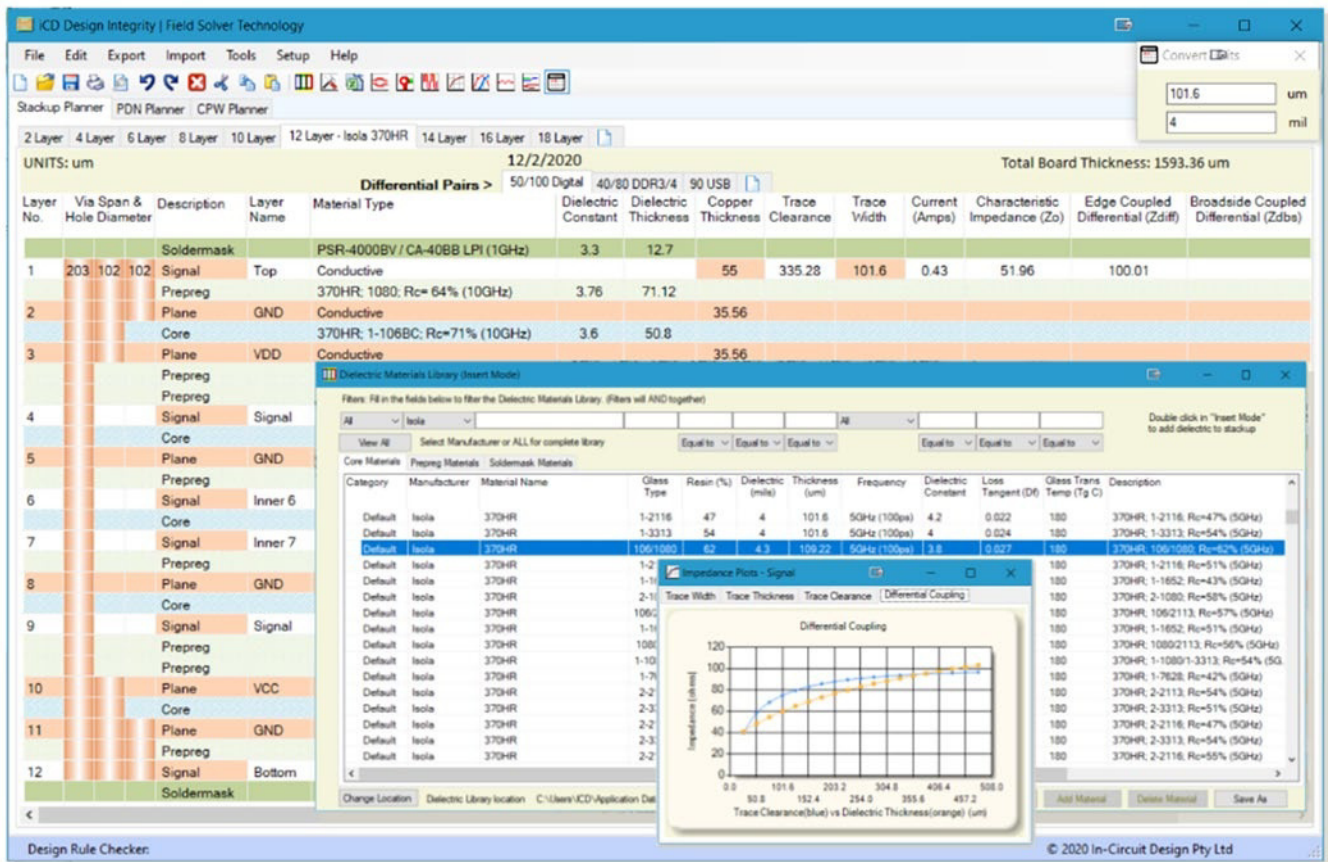 iCD Design Integrity | Field Solver Technology
File Edit Export Import Tools Setup Help
Convert Units
101.6 um
4 mil
Stackup Planner PDN Planner CPW Planner
2 Layer 4 Layer 6 Layer 8 Layer 10 Layer 12 Layer - Isola 370HR 14 Layer 16 Layer 18 Layer
UNITS: um 12/2/2020 Total Board Thickness: 1593.36 um
Differential Pairs > 50/100 Digital 40/80 DDR3/4 90 USB
Layer Via Span & Description Layer Material Type Dielectric Dielectric Copper Trace Trace Current Characteristic Edge Coupled Broadside Coupled
No. Hole Diameter Name Constant Thickness Thickness Clearance Width (Amps) Impedance (Zo) Differential (Zdiff) Differential (Zdbs)
Soldermask PSR-4000BV / CA-40BB LPI (1GHz) 3.3 12.7
1 203 102 102 Signal Top Conductive 55 335.28 101.6 0.43 51.96 100.01
Prepreg 370HR; 1080; Rc= 64% (10GHz) 3.76 71.12
2 Plane GND Conductive 35.56
Core 370HR; 1-106BC; Rc=71% (10GHz) 3.6 50.8
3 Plane VDD Conductive 35.56
Prepreg
Prepreg
4 Signal Signal
Core
5 Plane GND
Prepreg
6 Signal Inner 6
Core
7 Signal Inner 7
Prepreg
8 Plane GND
Core
9 Signal Signal
Prepreg
Prepreg
10 Plane VCC
Core
11 Plane GND
Prepreg
12 Signal Bottom
Soldermask
Dielectric Materials Library (Insert Mode)
Filters: Fill in the fields below to filter the Dielectric Materials Library. (Filters will AND together)
All Isola All Double click in "Insert Mode"
to add dielectric to stackup
View All Select Manufacturer or ALL for complete library Equal to Equal to Equal to Equal to Equal to Equal to
Core Materials Prepreg Materials Soldermask Materials
Category Manufacturer Material Name Glass Resin (%) Dielectric Thickness Frequency Dielectric Loss Glass Trans Description
Type (mils) (um) Constant Tangent (Df) Temp (Tg C)
Default Isola 370HR 1-2116 47 4 101.6 5GHz (100ps) 4.2 0.022 180 370HR; 1-2116; Rc=47% (5GHz)
Default Isola 370HR 1-3313 54 4 101.6 5GHz (100ps) 4 0.024 180 370HR; 1-3313; Rc=54% (5GHz)
Default Isola 370HR 106/1080 62 4.3 109.22 5GHz (100ps) 3.8 0.027 180 370HR; 106/1080; Rc=62% (5GHz)
Default Isola 370HR 1-2 180 370HR; 1-2116; Rc=51% (5GHz)
Default Isola 370HR 1-1 180 370HR; 1-1652; Rc=43% (5GHz)
Default Isola 370HR 2-1 180 370HR; 2-1080; Rc=58% (5GHz)
Default Isola 370HR 106/2 180 370HR; 106/2113; Rc=57% (5GHz)
Default Isola 370HR 1-1 180 370HR; 1-1652; Rc=51% (5GHz)
Default Isola 370HR 1080 180 370HR; 1080/2113; Rc=56% (5GHz)
Default Isola 370HR 1-10 180 370HR; 1-1080/1-3313; Rc=54% (5G
Default Isola 370HR 1-7 180 370HR; 1-7628; Rc=42% (5GHz)
Default Isola 370HR 2-2 180 370HR; 2-2113; Rc=54% (5GHz)
Default Isola 370HR 2-3 180 370HR; 2-3313; Rc=51% (5GHz)
Default Isola 370HR 2-2 180 370HR; 2-2116; Rc=47% (5GHz)
Default Isola 370HR 2-3 180 370HR; 2-3313; Rc=54% (5GHz)
Default Isola 370HR 2-2 180 370HR; 2-2116; Rc=55% (5GHz)
Change Location Dielectric Library location C:\Users\ICD\Application Dat Add Material Delete Material Save As
Impedance Plots - Signal
Trace Width Trace Thickness Trace Clearance Differential Coupling
Differential Coupling
Impedance (ohms)
120
100
80
60
40
20
0
0.0 101.6 203.2 304.8 406.4 508.0
50.8 152.4 254.0 355.6 457.2
Trace Clearance(blue) vs Dielectric Thickness(orange) (um)
Design Rule Checker: © 2020 In-Circuit Design Pty Ltd